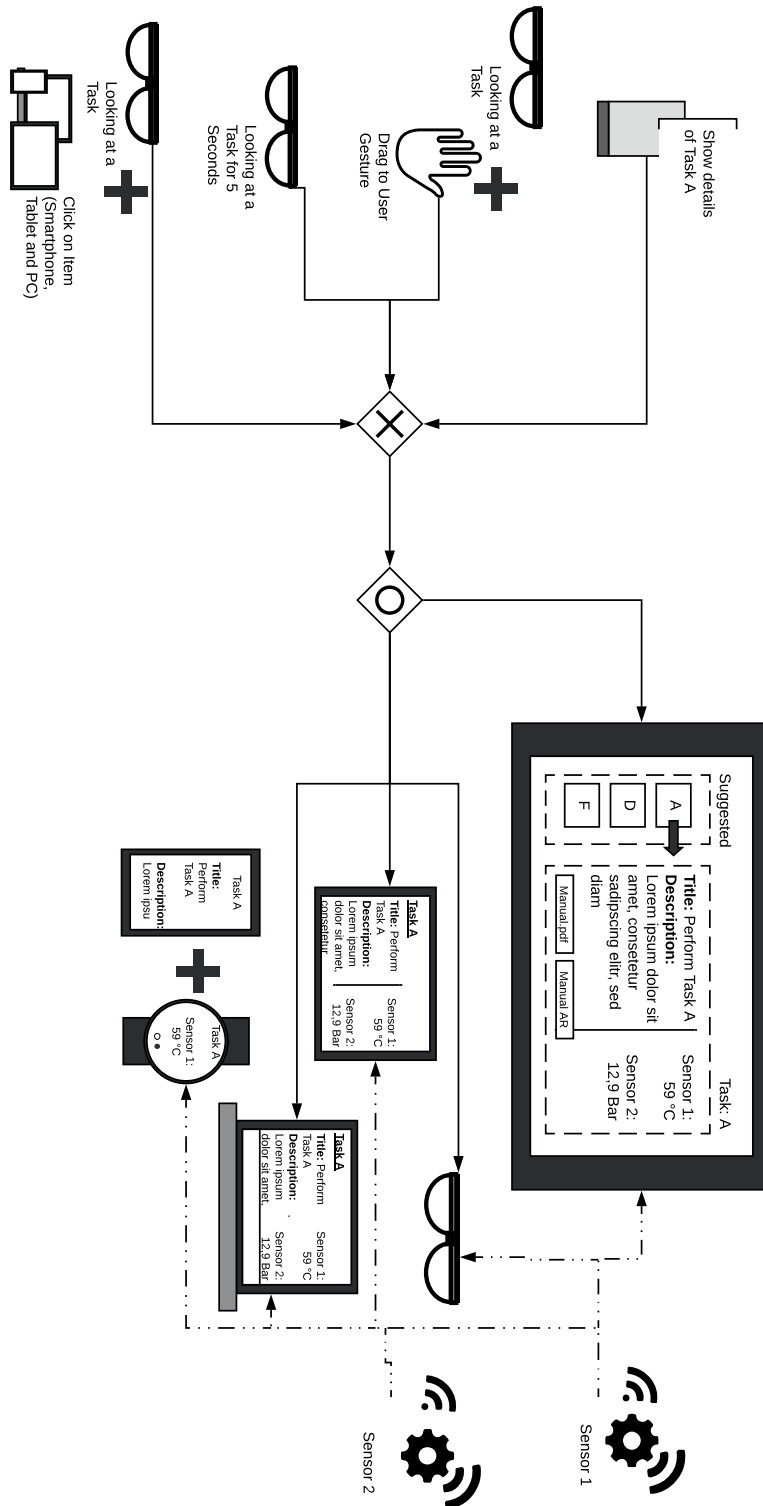 Show details
of Task A
Looking at a
Task
Drag to User
Gesture
Looking at a
Task for 5
Seconds
Looking at a
Task
Click on Item
(Smartphone,
Tablet and PC)
Suggested
A
D
F
Task: A
Title: Perform Task A
Description:
Lorem ipsum dolor sit
amet, consetetur
sadipscing elitr, sed
diam
Manual.pdf
Manual AR
Sensor 1:
59 °C
Sensor 2:
12,9 Bar
Task A
Title: Perform
Task A
Description:
Lorem ipsum
dolor sit amet,
consetetur
Sensor 1:
59 °C
Sensor 2:
12,9 Bar
Task A
Title:
Perform
Task A
Description:
Lorem ipsu
Task A
Sensor 1:
59 °C
Task A
Title: Perform
Task A
Description:
Lorem ipsum
dolor sit amet,
Sensor 1:
59 °C
Sensor 2:
12,9 Bar
Sensor 1
Sensor 2